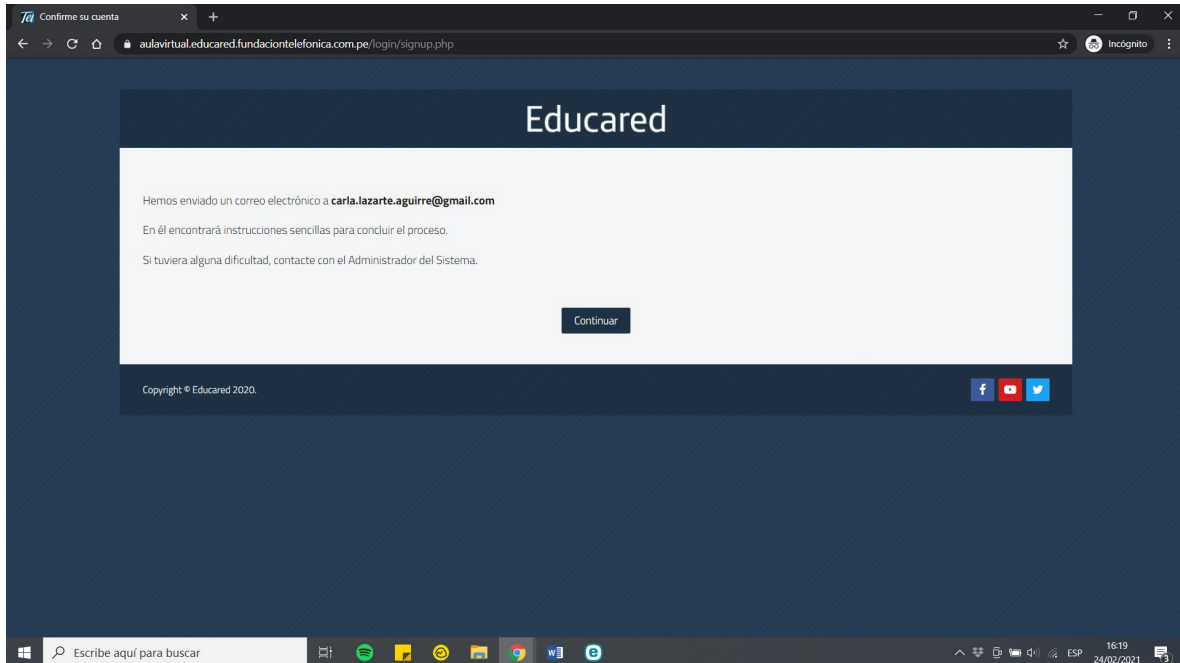 Tel Confirme su cuenta
aulavirtual.educared.fundaciontelefonica.com.pe/login/signup.php
Incógnito
Educared
Hemos enviado un correo electrónico a carla.lazarte.aguirre@gmail.com
En él encontrará instrucciones sencillas para concluir el proceso.
Si tuviera alguna dificultad, contacte con el Administrador del Sistema.
Continuar
Copyright © Educared 2020.
Escribe aquí para buscar
ESP
16:19
24/02/2021
3